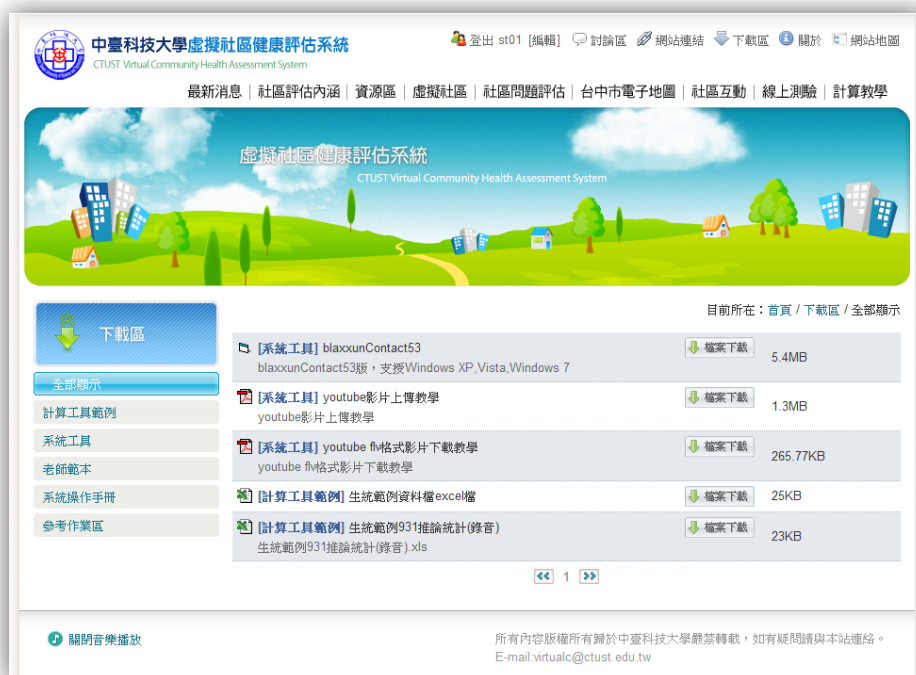 中臺科技大學虛擬社區健康評估系統
CTUST Virtual Community Health Assessment System
登出 st01 [編輯] 討論區 網站連結 下載區 關於 網站地圖
最新消息 | 社區評估內涵 | 資源區 | 虛擬社區 | 社區問題評估 | 台中市電子地圖 | 社區互動 | 線上測驗 | 計算教學
虛擬社區健康評估系統
CTUST Virtual Community Health Assessment System
目前所在：首頁 / 下載區 / 全部顯示
下載區
全部顯示
計算工具範例
系統工具
老師範本
系統操作手冊
參考作業區
[系統工具] blaxxunContact53 檔案下載 5.4MB
blaxxunContact53版，支授Windows XP,Vista,Windows 7
[系統工具] youtube影片上傳教學 檔案下載 1.3MB
youtube影片上傳教學
[系統工具] youtube flv格式影片下載教學 檔案下載 265.77KB
youtube flv格式影片下載教學
[計算工具範例] 生統範例資料檔excel檔 檔案下載 25KB
[計算工具範例] 生統範例931推論統計(錄音) 檔案下載 23KB
生統範例931推論統計(錄音).xls
1
關閉音樂播放
所有內容版權所有歸於中臺科技大學嚴禁轉載，如有疑問請與本站連絡。
E-mail:virtualc@ctust.edu.tw